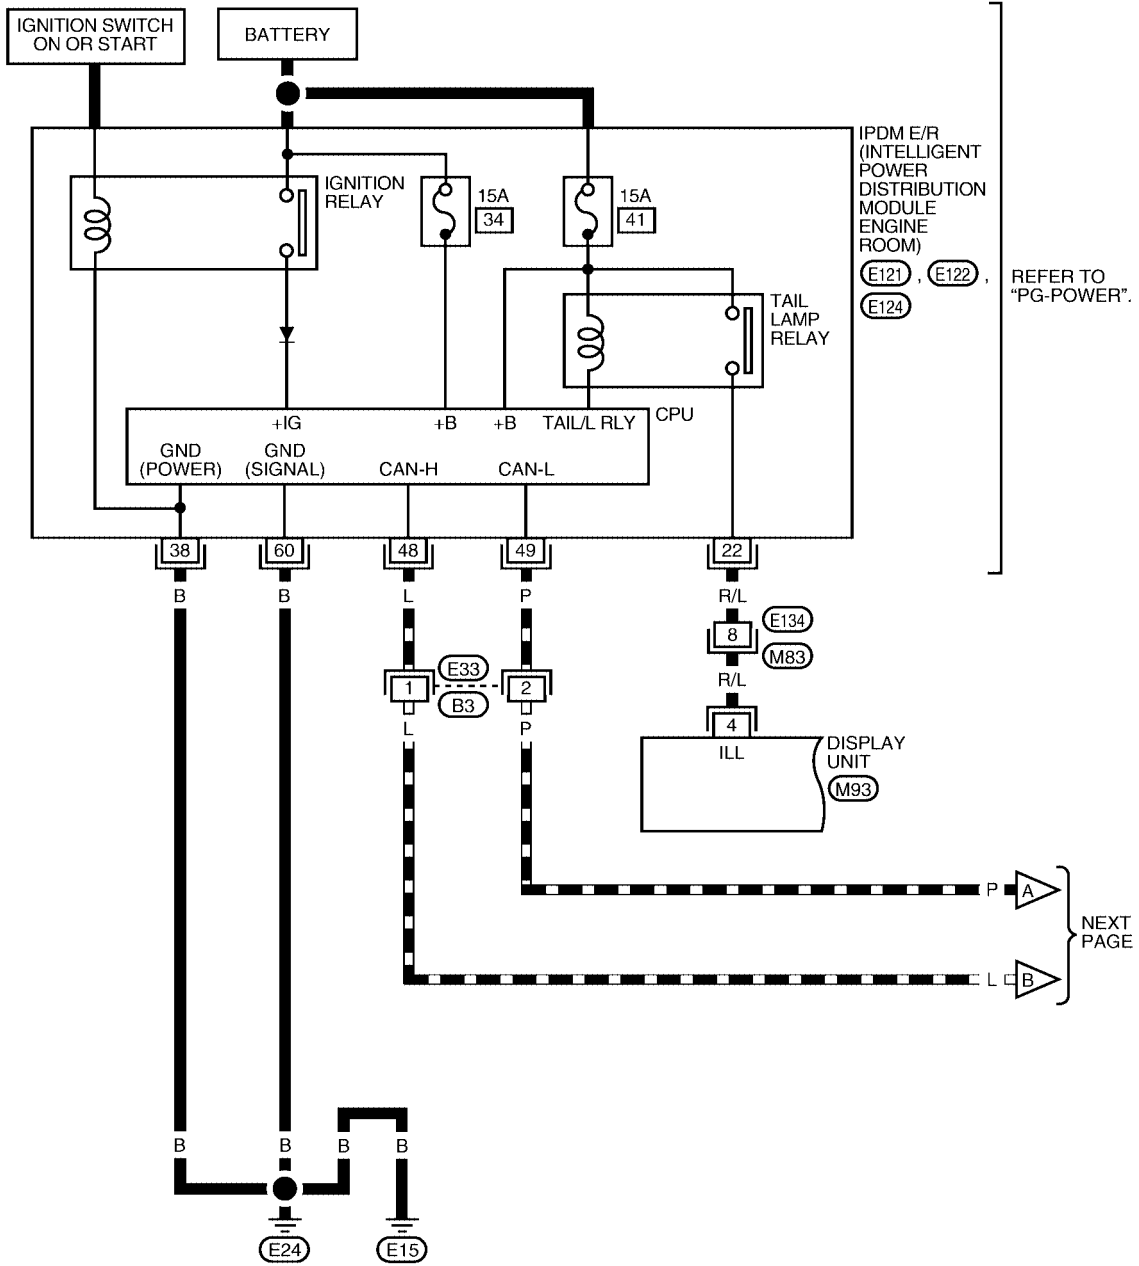 IGNITION SWITCH
ON OR START
BATTERY
IPDM E/R
(INTELLIGENT
POWER
DISTRIBUTION
MODULE
ENGINE
ROOM)
E121 , E122 ,
E124
REFER TO
“PG-POWER”.
IGNITION
RELAY
15A
34
15A
41
TAIL
LAMP
RELAY
CPU
+IG
+B
+B
TAIL/L RLY
GND
(POWER)
GND
(SIGNAL)
CAN-H
CAN-L
38
60
48
49
22
B
B
L
P
R/L
8
E134
M83
R/L
1
E33
B3
2
L
P
4
ILL
DISPLAY
UNIT
M93
P
A
NEXT
PAGE
L
B
B
B
B
B
E24
E15